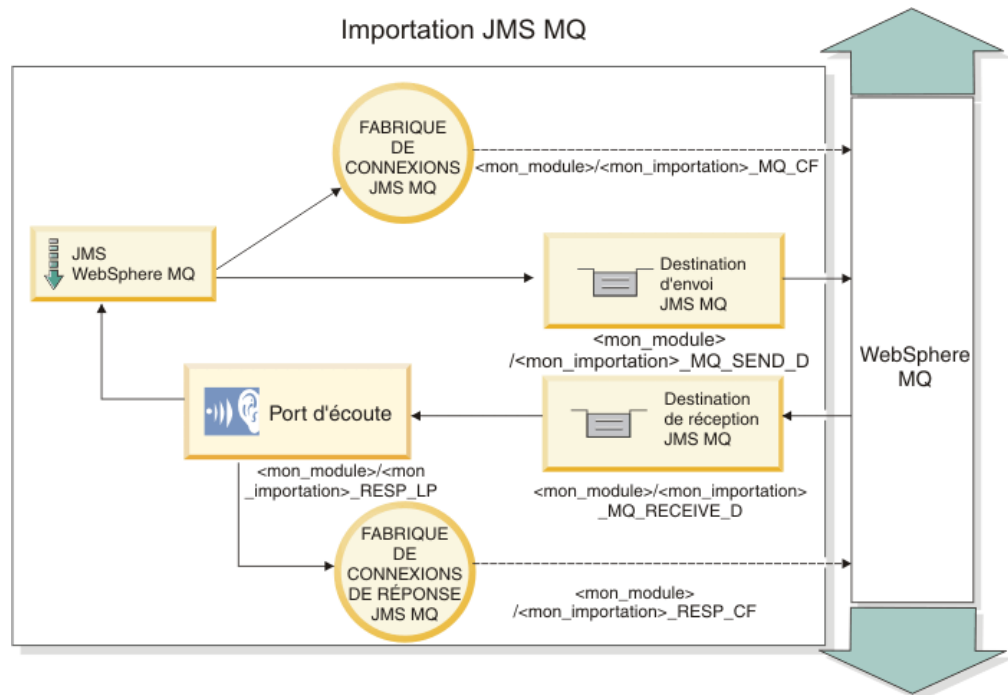 Importation JMS MQ
FABRIQUE
DE
CONNEXIONS
JMS MQ
<mon_module>/<mon_importation>_MQ_CF
JMS
WebSphere MQ
Destination
d'envoi
JMS MQ
<mon_module>
/<mon_importation>_MQ_SEND_D
WebSphere
MQ
Port d'écoute
Destination
de réception
JMS MQ
<mon_module>/<mon
_importation>_RESP_LP
<mon_module>/<mon_importation>
_MQ_RECEIVE_D
FABRIQUE
DE
CONNEXIONS
DE RÉPONSE
JMS MQ
<mon_module>
/<mon_importation>_RESP_CF